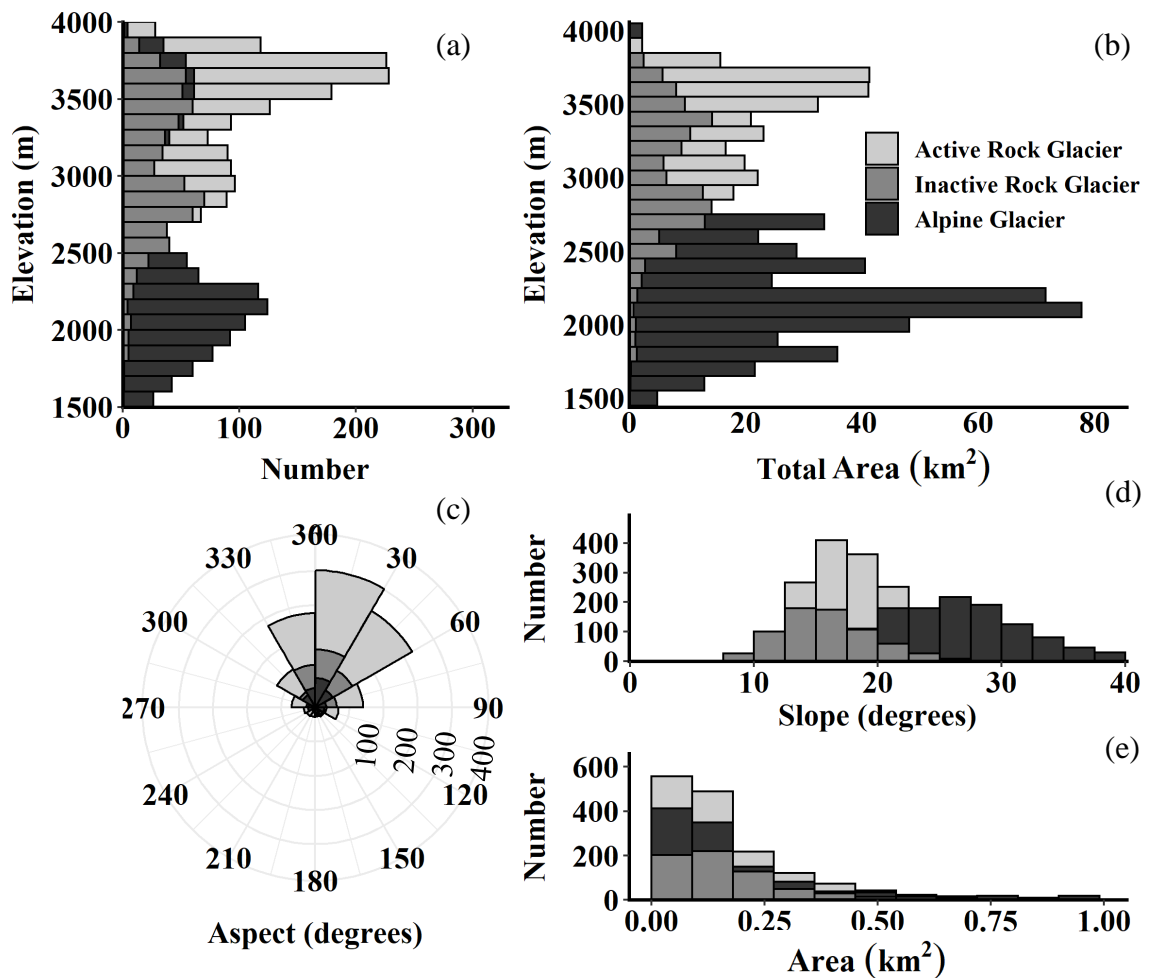 (a)
4000
3500
3000
2500
2000
1500
Elevation (m)
0 100 200 300
Number
(b)
4000
3500
3000
2500
2000
1500
Elevation (m)
Active Rock Glacier
Inactive Rock Glacier
Alpine Glacier
0 20 40 60 80
Total Area (km²)
(c)
360
0
30
60
90
120
150
180
210
240
270
300
330
100
200
300
400
Aspect (degrees)
(d)
Number
400
300
200
100
0
0 10 20 30 40
Slope (degrees)
(e)
Number
600
400
200
0
0.00 0.25 0.50 0.75 1.00
Area (km²)